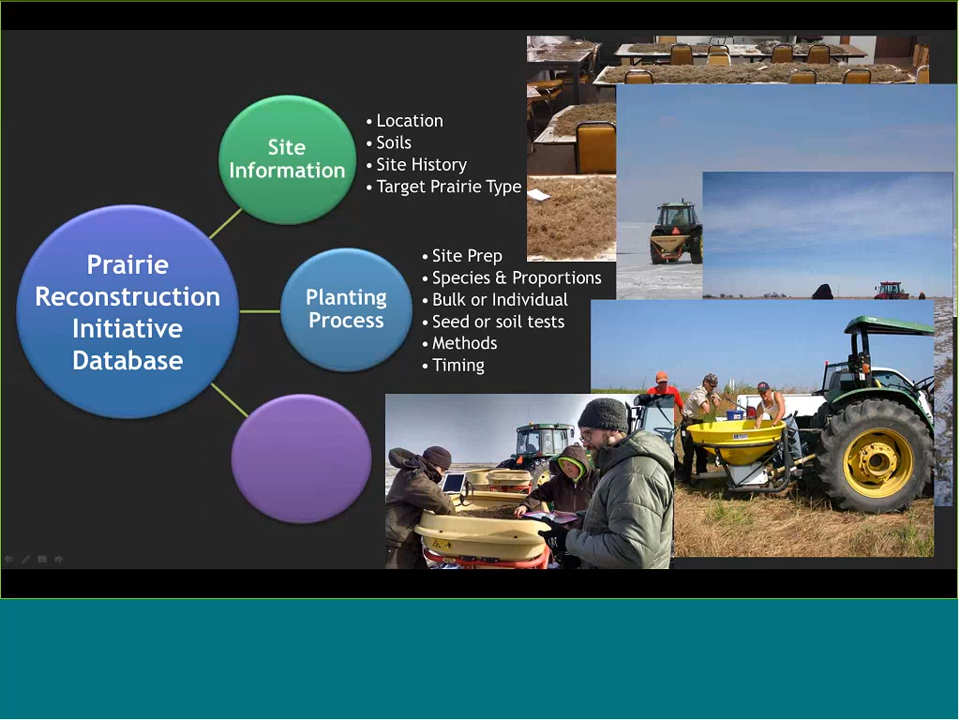 Prairie
Reconstruction
Initiative
Database
Site
Information
• Location
• Soils
• Site History
• Target Prairie Type
Planting
Process
• Site Prep
• Species & Proportions
• Bulk or Individual
• Seed or soil tests
• Methods
• Timing